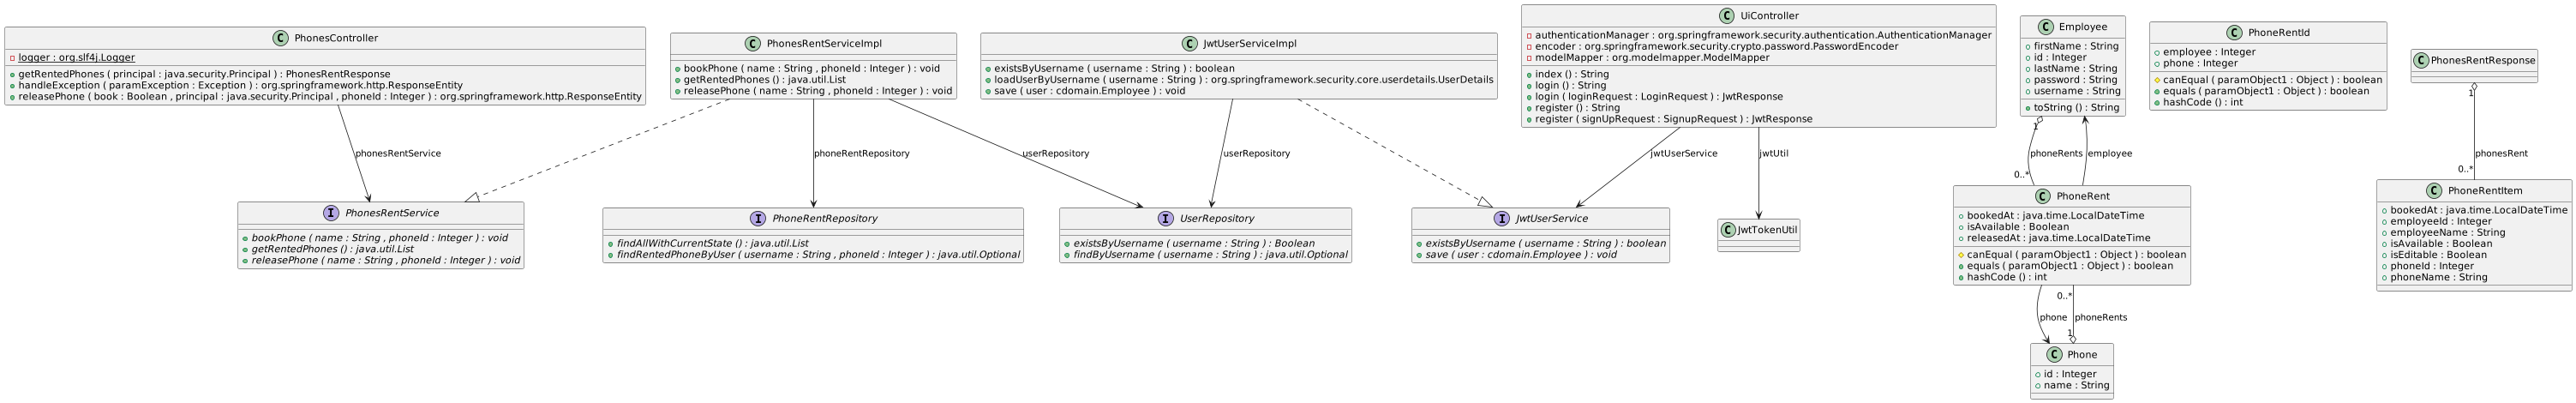 PhonesController
logger : org.slf4j.Logger
getRentedPhones ( principal : java.security.Principal ) : PhonesRentResponse
handleException ( paramException : Exception ) : org.springframework.http.ResponseEntity
releasePhone ( book : Boolean , principal : java.security.Principal , phoneId : Integer ) : org.springframework.http.ResponseEntity
PhonesRentServiceImpl
bookPhone ( name : String , phoneId : Integer ) : void
getRentedPhones () : java.util.List
releasePhone ( name : String , phoneId : Integer ) : void
JwtUserServiceImpl
existsByUsername ( username : String ) : boolean
loadUserByUsername ( username : String ) : org.springframework.security.core.userdetails.UserDetails
save ( user : cdomain.Employee ) : void
UiController
authenticationManager : org.springframework.security.authentication.AuthenticationManager
encoder : org.springframework.security.crypto.password.PasswordEncoder
modelMapper : org.modelmapper.ModelMapper
index () : String
login () : String
login ( loginRequest : LoginRequest ) : JwtResponse
register () : String
register ( signUpRequest : SignupRequest ) : JwtResponse
Employee
firstName : String
id : Integer
lastName : String
password : String
username : String
toString () : String
PhoneRentId
employee : Integer
phone : Integer
canEqual ( paramObject1 : Object ) : boolean
equals ( paramObject1 : Object ) : boolean
hashCode () : int
PhonesRentResponse
phonesRentService
phoneRentRepository
userRepository
userRepository
jwtUserService
jwtUtil
1
phoneRents
employee
0..*
1
phonesRent
0..*
PhonesRentService
bookPhone ( name : String , phoneId : Integer ) : void
getRentedPhones () : java.util.List
releasePhone ( name : String , phoneId : Integer ) : void
PhoneRentRepository
findAllWithCurrentState () : java.util.List
findRentedPhoneByUser ( username : String , phoneId : Integer ) : java.util.Optional
UserRepository
existsByUsername ( username : String ) : Boolean
findByUsername ( username : String ) : java.util.Optional
JwtUserService
existsByUsername ( username : String ) : boolean
save ( user : cdomain.Employee ) : void
JwtTokenUtil
PhoneRent
bookedAt : java.time.LocalDateTime
isAvailable : Boolean
releasedAt : java.time.LocalDateTime
canEqual ( paramObject1 : Object ) : boolean
equals ( paramObject1 : Object ) : boolean
hashCode () : int
PhoneRentItem
bookedAt : java.time.LocalDateTime
employeeId : Integer
employeeName : String
isAvailable : Boolean
isEditable : Boolean
phoneId : Integer
phoneName : String
0..*
phone
phoneRents
1
Phone
id : Integer
name : String